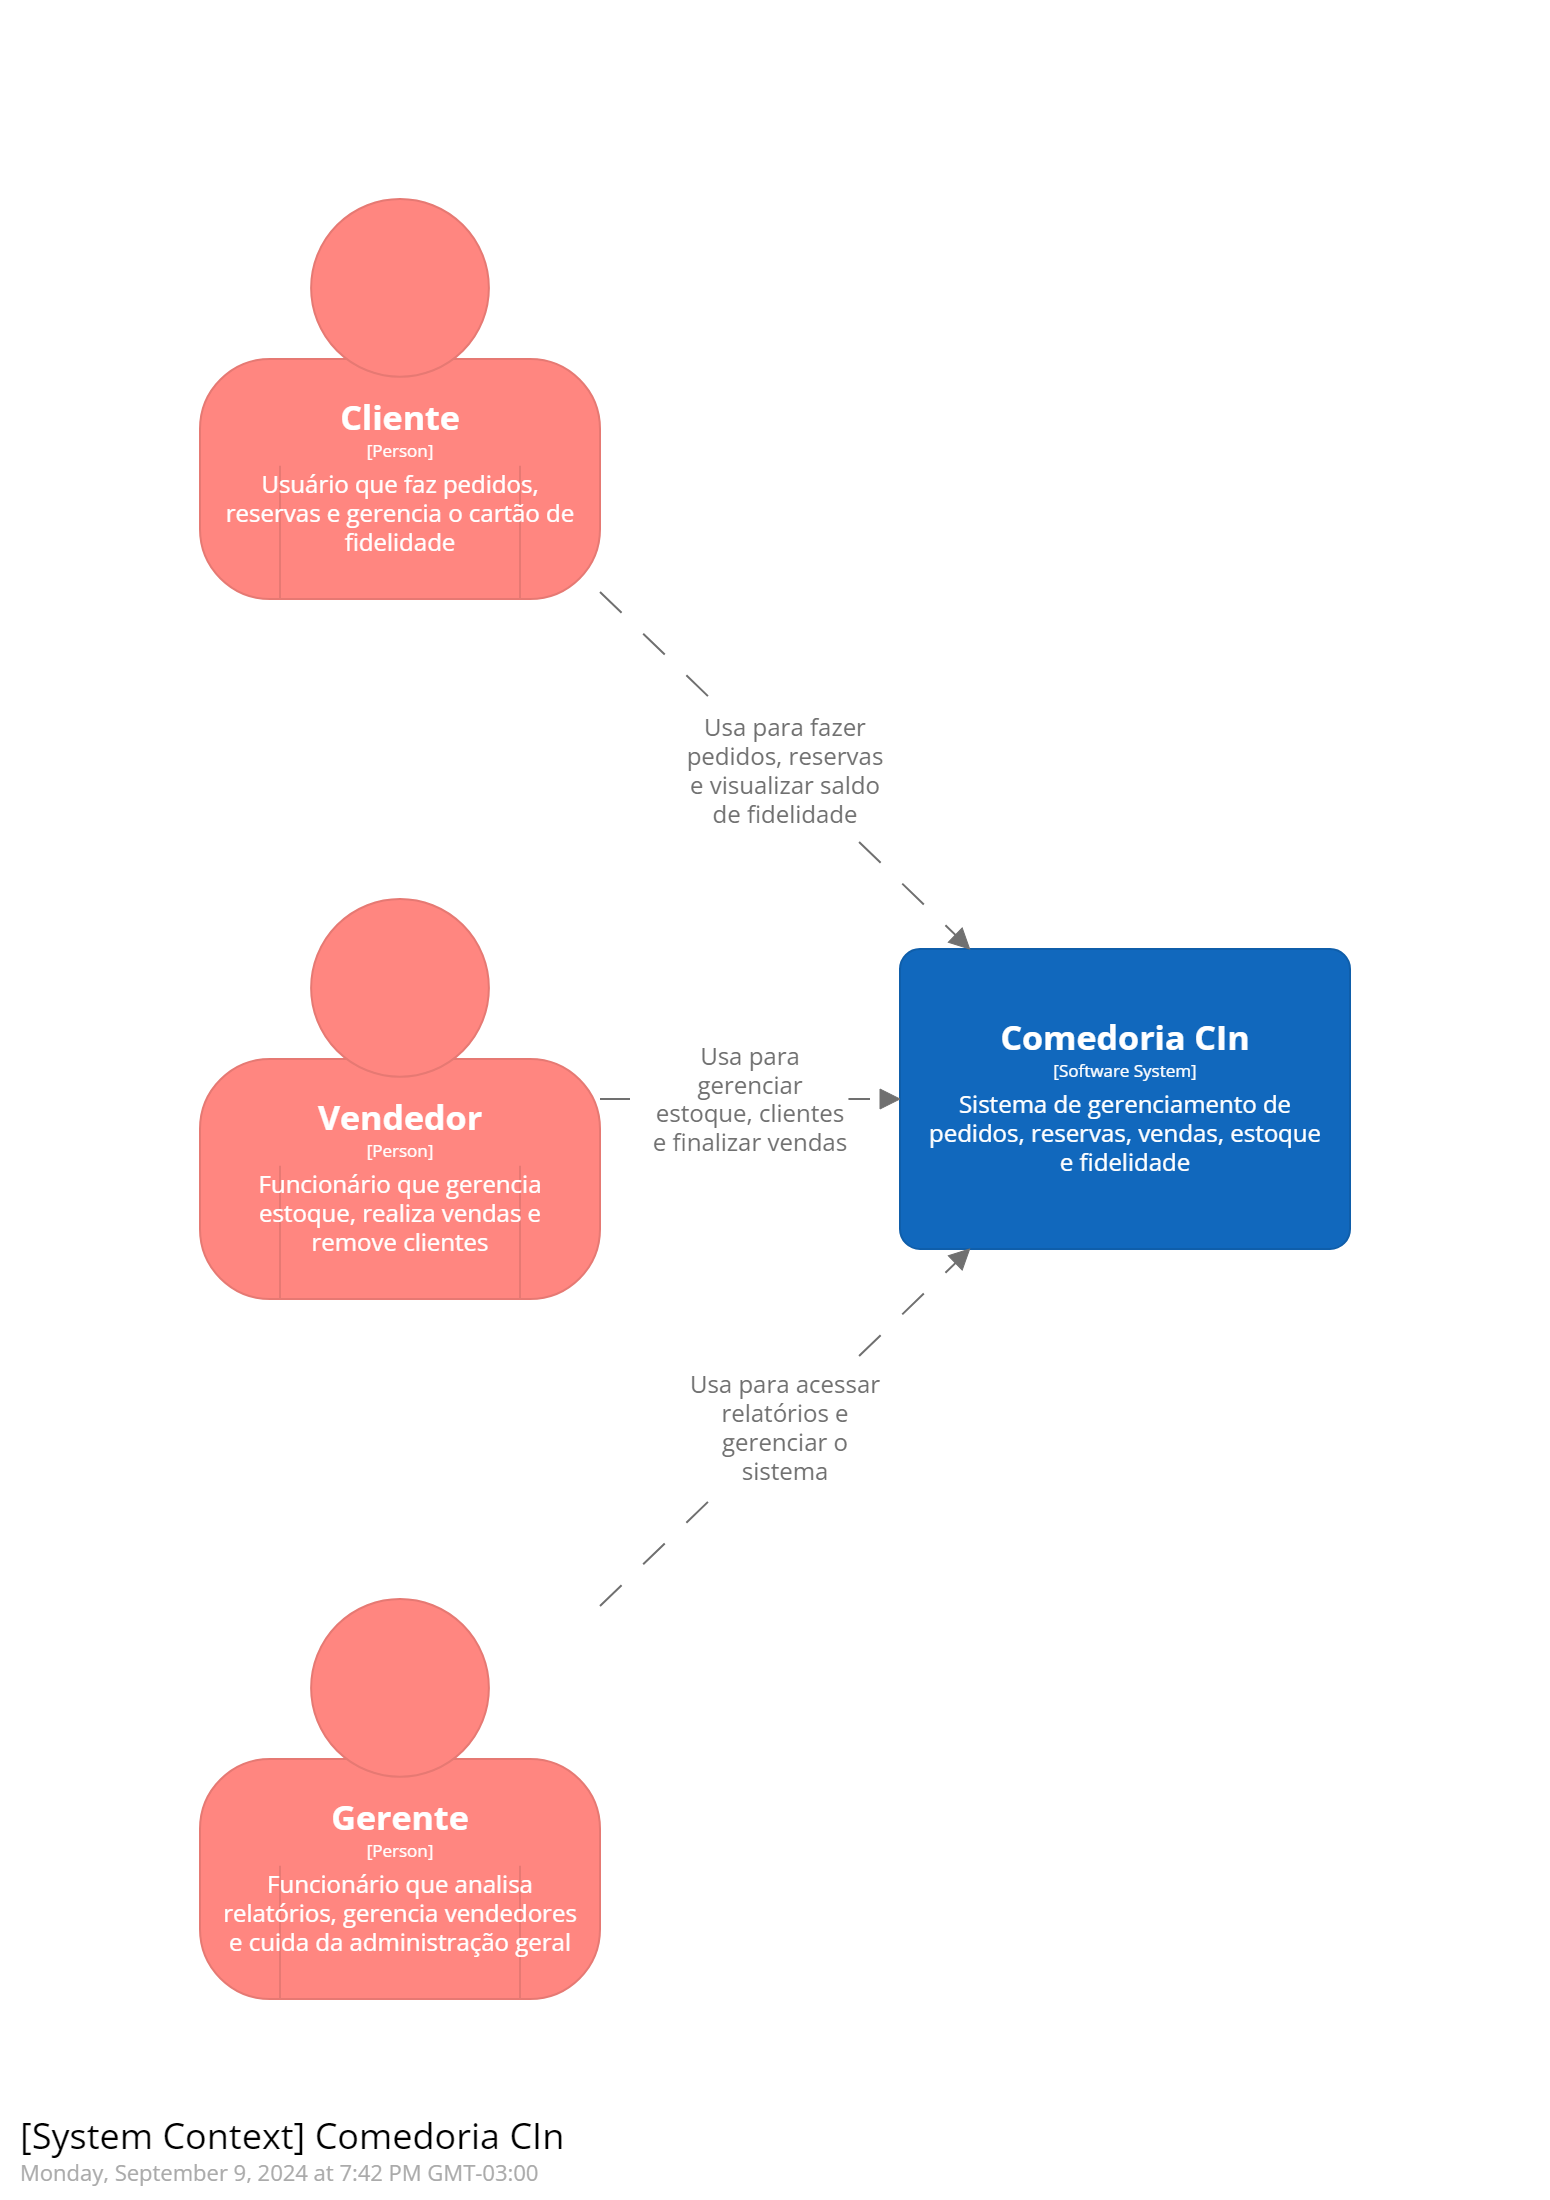 Cliente
[Person]
Usuário que faz pedidos,
reservas e gerencia o cartão de
fidelidade
Usa para fazer
pedidos, reservas
e visualizar saldo
de fidelidade
Vendedor
[Person]
Funcionário que gerencia
estoque, realiza vendas e
remove clientes
Usa para
gerenciar
estoque, clientes
e finalizar vendas
Comedoria CIn
[Software System]
Sistema de gerenciamento de
pedidos, reservas, vendas, estoque
e fidelidade
Usa para acessar
relatórios e
gerenciar o
sistema
Gerente
[Person]
Funcionário que analisa
relatórios, gerencia vendedores
e cuida da administração geral
[System Context] Comedoria CIn
Monday, September 9, 2024 at 7:42 PM GMT-03:00